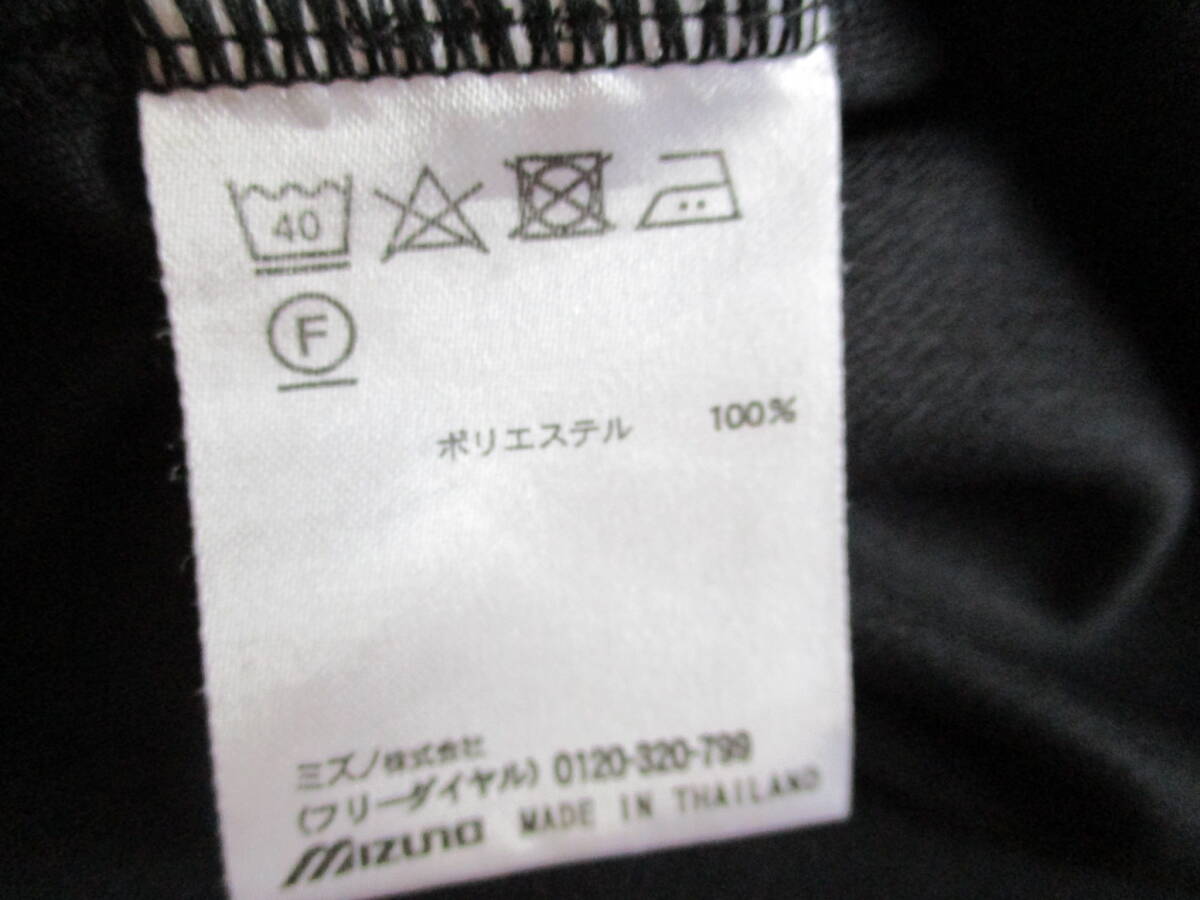 40
F
ポリエステル 100%
ミズノ株式会社
(フリーダイヤル) 0120-320-799
MIZUNO MADE IN THAILAND